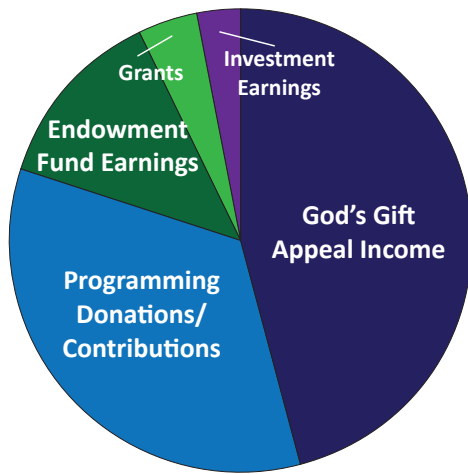 Grants
Investment
Earnings
Endowment
Fund Earnings
God's Gift
Appeal Income
Programming
Donations/
Contributions